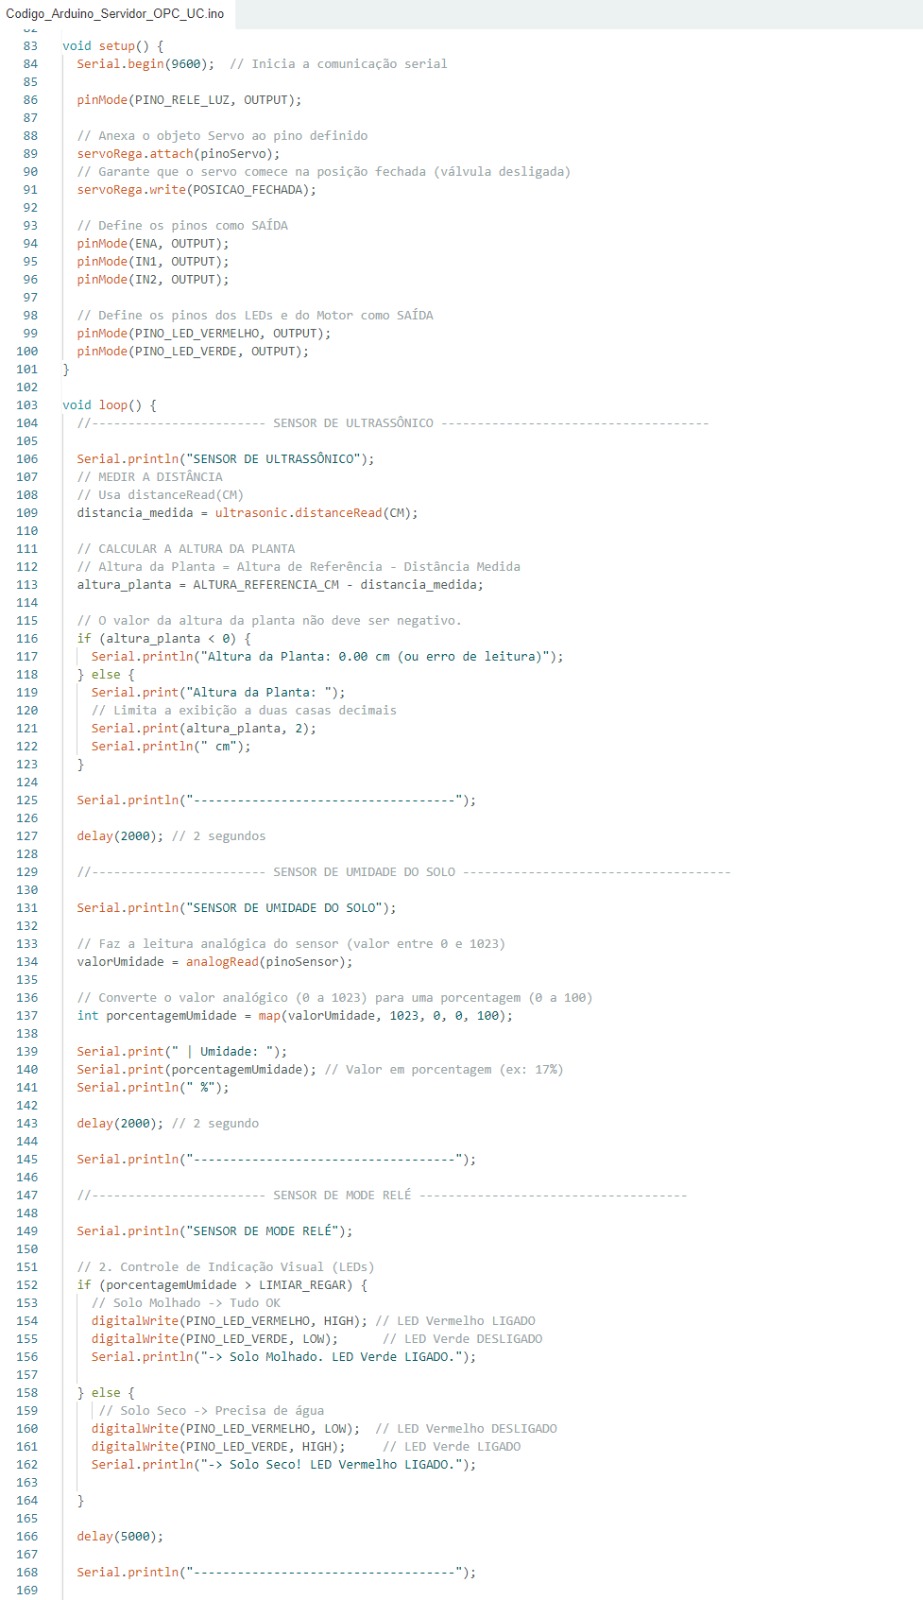 Codigo_Arduino_Servidor_OPC_UC.ino
82
83 void setup() {
84 Serial.begin(9600);  // Inicia a comunicação serial
85
86 pinMode(PINO_RELE_LUZ, OUTPUT);
87
88 // Anexa o objeto Servo ao pino definido
89 servoRega.attach(pinoServo);
90 // Garante que o servo comece na posição fechada (válvula desligada)
91 servoRega.write(POSICAO_FECHADA);
92
93 // Define os pinos como SAÍDA
94 pinMode(ENA, OUTPUT);
95 pinMode(IN1, OUTPUT);
96 pinMode(IN2, OUTPUT);
97
98 // Define os pinos dos LEDs e do Motor como SAÍDA
99 pinMode(PINO_LED_VERMELHO, OUTPUT);
100 pinMode(PINO_LED_VERDE, OUTPUT);
101 }
102
103 void loop() {
104 //------------------------ SENSOR DE ULTRASSÔNICO -------------------------------------
105
106 Serial.println("SENSOR DE ULTRASSÔNICO");
107 // MEDIR A DISTÂNCIA
108 // Usa distanceRead(CM)
109 distancia_medida = ultrasonic.distanceRead(CM);
110
111 // CALCULAR A ALTURA DA PLANTA
112 // Altura da Planta = Altura de Referência - Distância Medida
113 altura_planta = ALTURA_REFERENCIA_CM - distancia_medida;
114
115 // O valor da altura da planta não deve ser negativo.
116 if (altura_planta < 0) {
117 Serial.println("Altura da Planta: 0.00 cm (ou erro de leitura)");
118 } else {
119 Serial.print("Altura da Planta: ");
120 // Limita a exibição a duas casas decimais
121 Serial.print(altura_planta, 2);
122 Serial.println(" cm");
123 }
124
125 Serial.println("------------------------------------");
126
127 delay(2000); // 2 segundos
128
129 //------------------------ SENSOR DE UMIDADE DO SOLO -------------------------------------
130
131 Serial.println("SENSOR DE UMIDADE DO SOLO");
132
133 // Faz a leitura analógica do sensor (valor entre 0 e 1023)
134 valorUmidade = analogRead(pinoSensor);
135
136 // Converte o valor analógico (0 a 1023) para uma porcentagem (0 a 100)
137 int porcentagemUmidade = map(valorUmidade, 1023, 0, 0, 100);
138
139 Serial.print(" | Umidade: ");
140 Serial.print(porcentagemUmidade); // Valor em porcentagem (ex: 17%)
141 Serial.println(" %");
142
143 delay(2000); // 2 segundo
144
145 Serial.println("------------------------------------");
146
147 //------------------------ SENSOR DE MODE RELÉ -------------------------------------
148
149 Serial.println("SENSOR DE MODE RELÉ");
150
151 // 2. Controle de Indicação Visual (LEDs)
152 if (porcentagemUmidade > LIMIAR_REGAR) {
153 // Solo Molhado -> Tudo OK
154 digitalWrite(PINO_LED_VERMELHO, HIGH); // LED Vermelho LIGADO
155 digitalWrite(PINO_LED_VERDE, LOW);      // LED Verde DESLIGADO
156 Serial.println("-> Solo Molhado. LED Verde LIGADO.");
157
158 } else {
159 // Solo Seco -> Precisa de água
160 digitalWrite(PINO_LED_VERMELHO, LOW);  // LED Vermelho DESLIGADO
161 digitalWrite(PINO_LED_VERDE, HIGH);     // LED Verde LIGADO
162 Serial.println("-> Solo Seco! LED Vermelho LIGADO.");
163
164 }
165
166 delay(5000);
167
168 Serial.println("------------------------------------");
169